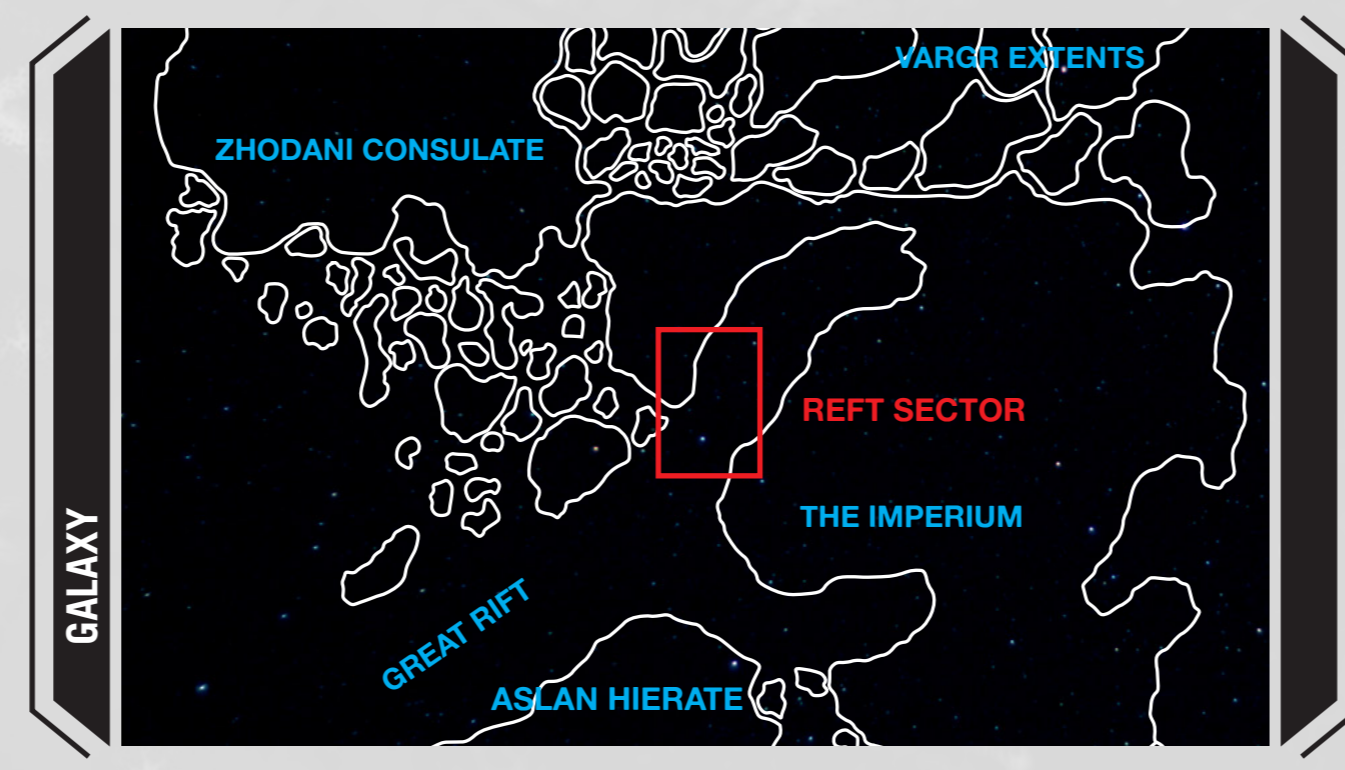 VARGR EXTENTS
ZHODANI CONSULATE
REFT SECTOR
THE IMPERIUM
GALAXY
GREAT RIFT
ASLAN HIERATE